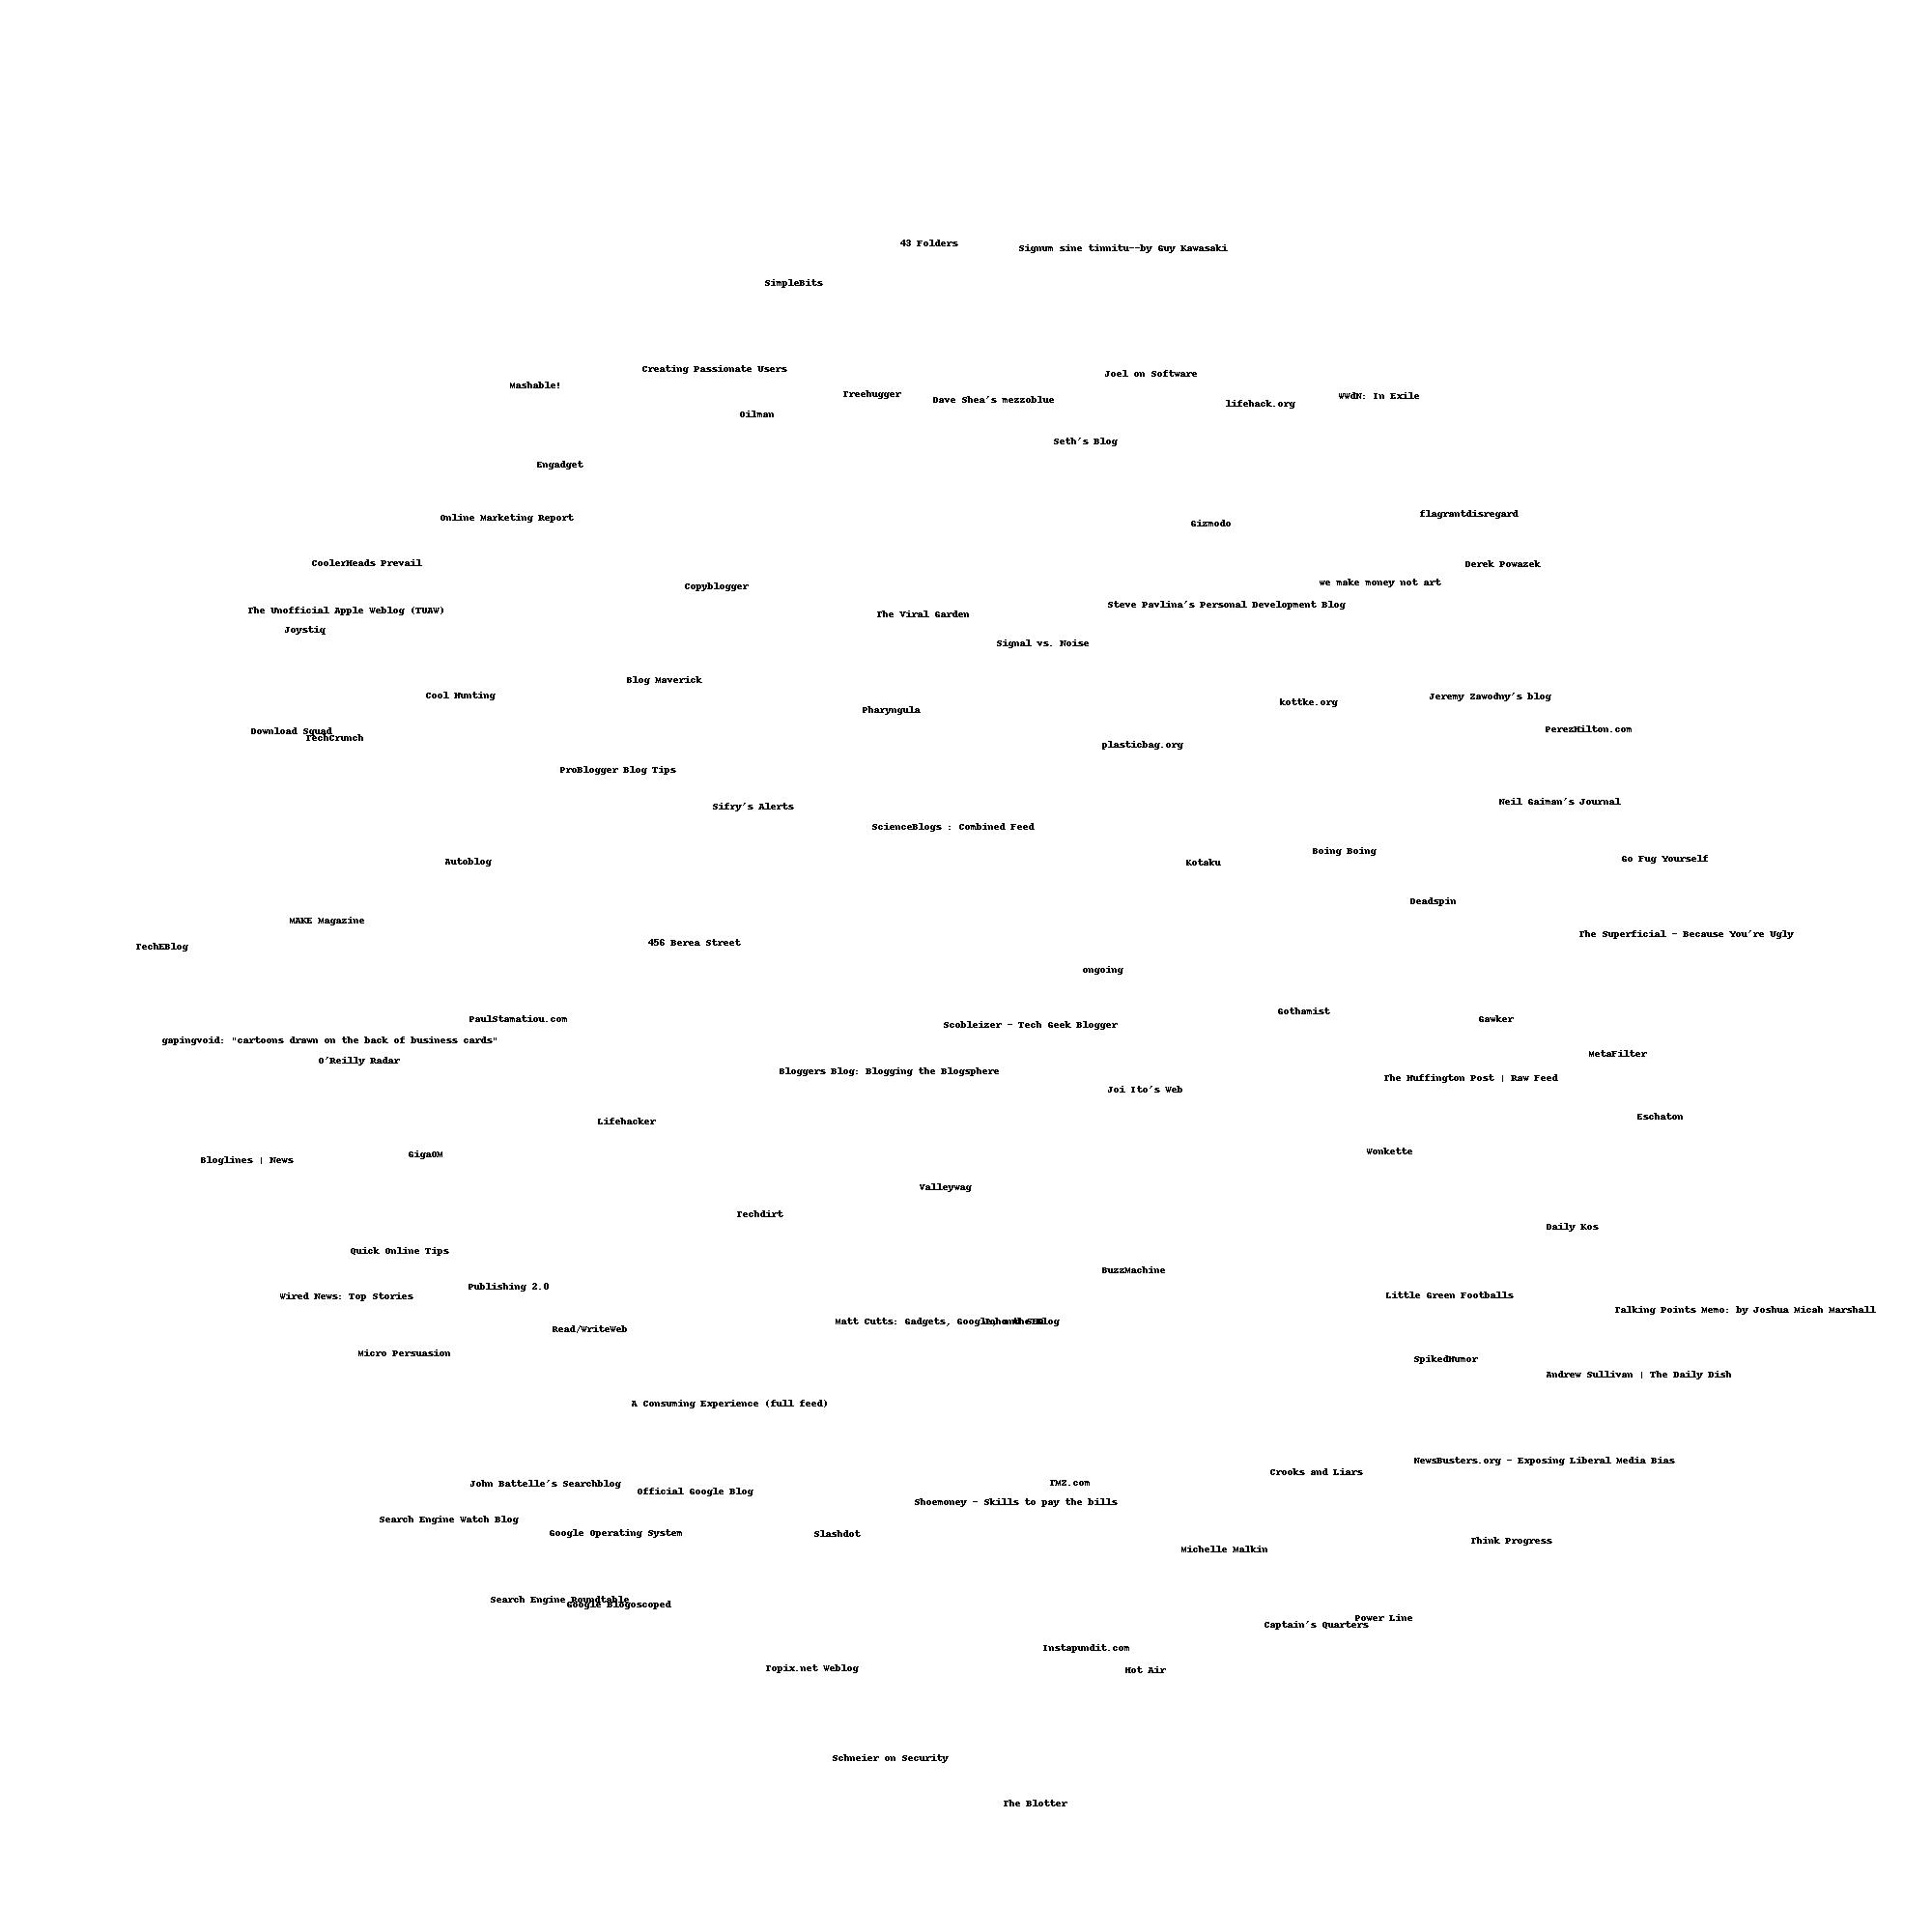 43 Folders
Signum sine tinnitu--by Guy Kawasaki
SimpleBits
Creating Passionate Users
Joel on Software
Mashable!
Treehugger
Dave Shea's mezzoblue
WWdN: In Exile
lifehack.org
Oilman
Seth's Blog
Engadget
Online Marketing Report
flagrantdisregard
Gizmodo
CoolerHeads Prevail
Derek Powazek
we make money not art
Copyblogger
Steve Pavlina's Personal Development Blog
The Unofficial Apple Weblog (TUAW)
The Viral Garden
Joystiq
Signal vs. Noise
Blog Maverick
Cool Hunting
Jeremy Zawodny's blog
kottke.org
Pharyngula
PerezHilton.com
Download Squad
TechCrunch
plasticbag.org
ProBlogger Blog Tips
Neil Gaiman's Journal
Sifry's Alerts
ScienceBlogs : Combined Feed
Boing Boing
Go Fug Yourself
Autoblog
Kotaku
Deadspin
MAKE Magazine
The Superficial - Because You're Ugly
456 Berea Street
TechEBlog
ongoing
Gothamist
PaulStamatiou.com
Gawker
Scobleizer - Tech Geek Blogger
gapingvoid: "cartoons drawn on the back of business cards"
MetaFilter
O'Reilly Radar
Bloggers Blog: Blogging the Blogsphere
The Huffington Post | Raw Feed
Joi Ito's Web
Eschaton
Lifehacker
Wonkette
GigaOM
Bloglines | News
Valleywag
Techdirt
Daily Kos
Quick Online Tips
BuzzMachine
Publishing 2.0
Little Green Footballs
Wired News: Top Stories
Talking Points Memo: by Joshua Micah Marshall
Matt Cutts: Gadgets, Google, and SEO
Read/WriteWeb
Micro Persuasion
SpikedHumor
Andrew Sullivan | The Daily Dish
A Consuming Experience (full feed)
NewsBusters.org - Exposing Liberal Media Bias
Crooks and Liars
TMZ.com
John Battelle's Searchblog
Official Google Blog
Shoemoney - Skills to pay the bills
Search Engine Watch Blog
Google Operating System
Slashdot
Think Progress
Michelle Malkin
Search Engine Roundtable
Google Blogoscoped
Power Line
Captain's Quarters
Instapundit.com
Topix.net Weblog
Hot Air
Schneier on Security
The Blotter